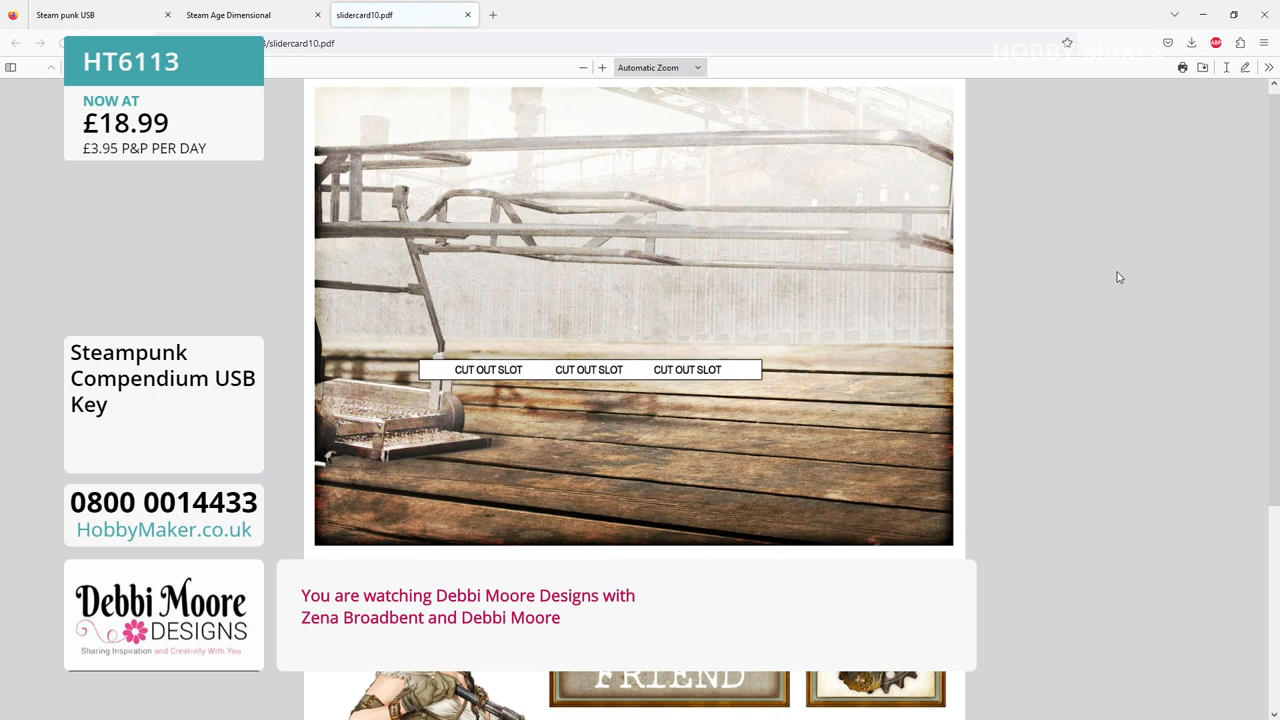 Steam punk USB
Steam Age Dimensional
slidercard10.pdf
/slidercard10.pdf
HOBBY MAKER
HT6113
NOW AT
£18.99
£3.95 P&P PER DAY
Automatic Zoom
ABP
CUT OUT SLOT CUT OUT SLOT CUT OUT SLOT
Steampunk
Compendium USB
Key
0800 0014433
HobbyMaker.co.uk
Debbi Moore
DESIGNS
Sharing Inspiration and Creativity With You
You are watching Debbi Moore Designs with
Zena Broadbent and Debbi Moore
FRIEND